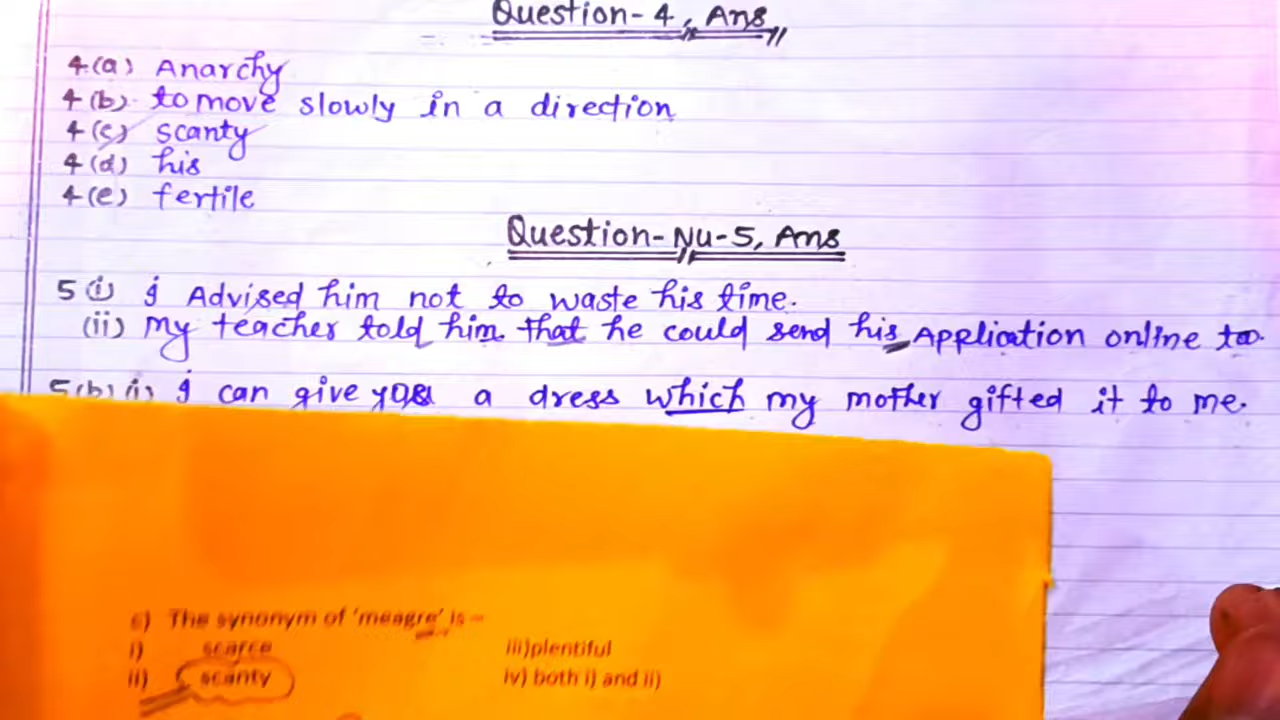 Question-4, Ans
4(a) Anarchy
4(b) to move slowly in a direction
4(c) scanty
4(d) his
4(e) fertile
Question-Nu-5, Ans
5(i) I Advised him not to waste his time.
(ii) My teacher told him that he could send his Application online too.
5(b)(i) I can give you a dress which my mother gifted it to me.
c) The synonym of 'meagre' is –
i) scarce iii)plentiful
ii) scanty iv) both i) and ii)